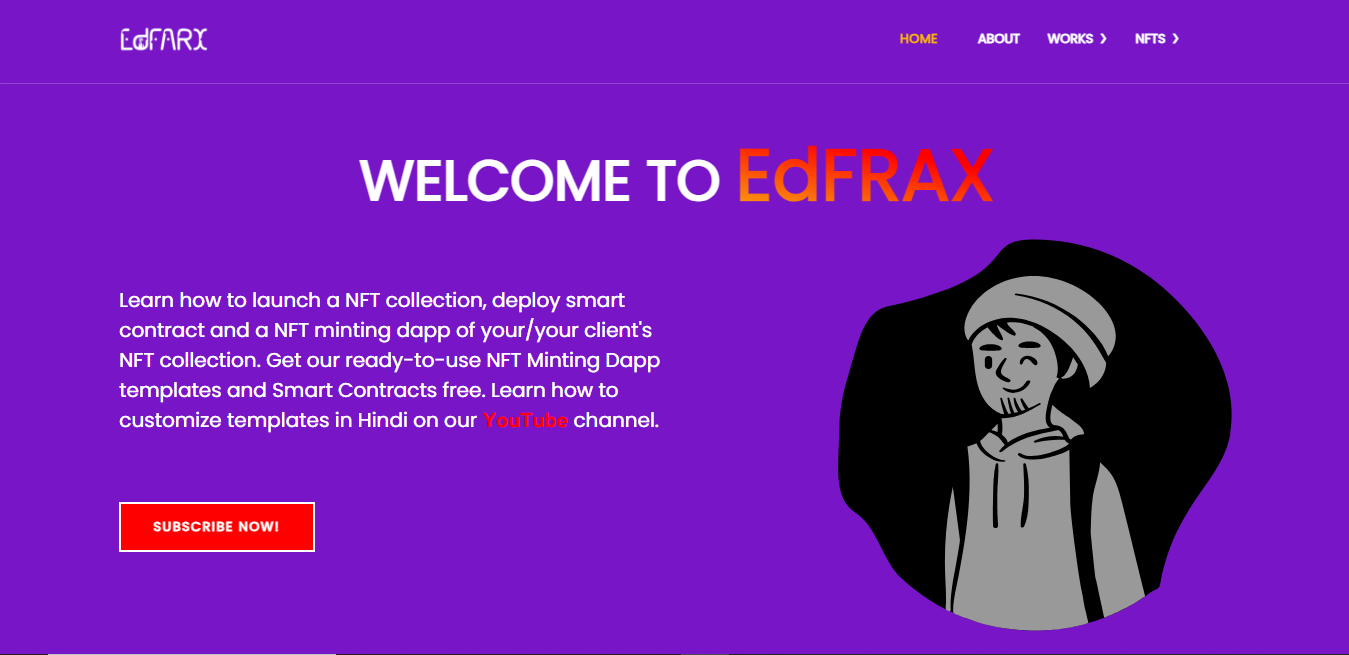 EdFARX
HOME ABOUT WORKS ❯ NFTS ❯
WELCOME TO EdFRAX
Learn how to launch a NFT collection, deploy smart
contract and a NFT minting dapp of your/your client's
NFT collection. Get our ready-to-use NFT Minting Dapp
templates and Smart Contracts free. Learn how to
customize templates in Hindi on our YouTube channel.
SUBSCRIBE NOW!